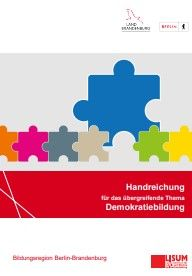 LAND
BRANDENBURG
BERLIN
Handreichung
für das übergreifende Thema
Demokratiebildung
Bildungsregion Berlin-Brandenburg
LISUM